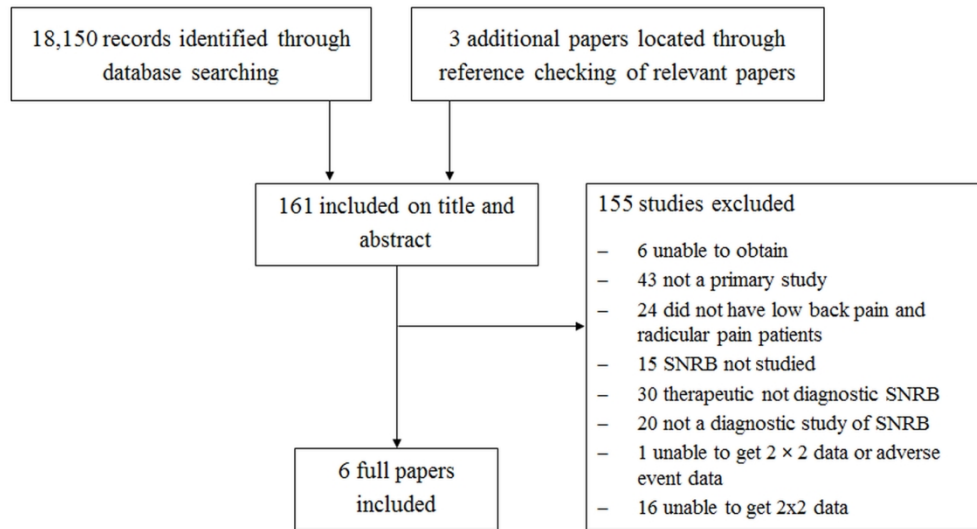 18,150 records identified through
database searching
3 additional papers located through
reference checking of relevant papers
161 included on title and
abstract
155 studies excluded
– 6 unable to obtain
– 43 not a primary study
– 24 did not have low back pain and
radicular pain patients
– 15 SNRB not studied
– 30 therapeutic not diagnostic SNRB
– 20 not a diagnostic study of SNRB
– 1 unable to get 2 × 2 data or adverse
event data
– 16 unable to get 2x2 data
6 full papers
included